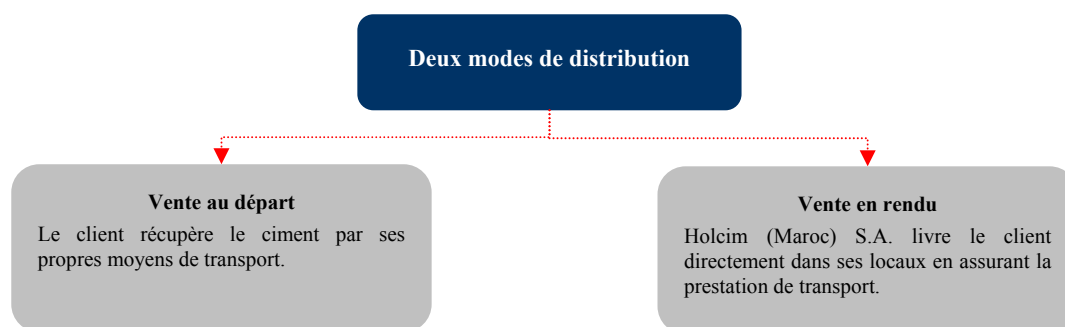 Deux modes de distribution
Vente au départ
Le client récupère le ciment par ses
propres moyens de transport.
Vente en rendu
Holcim (Maroc) S.A. livre le client
directement dans ses locaux en assurant la
prestation de transport.